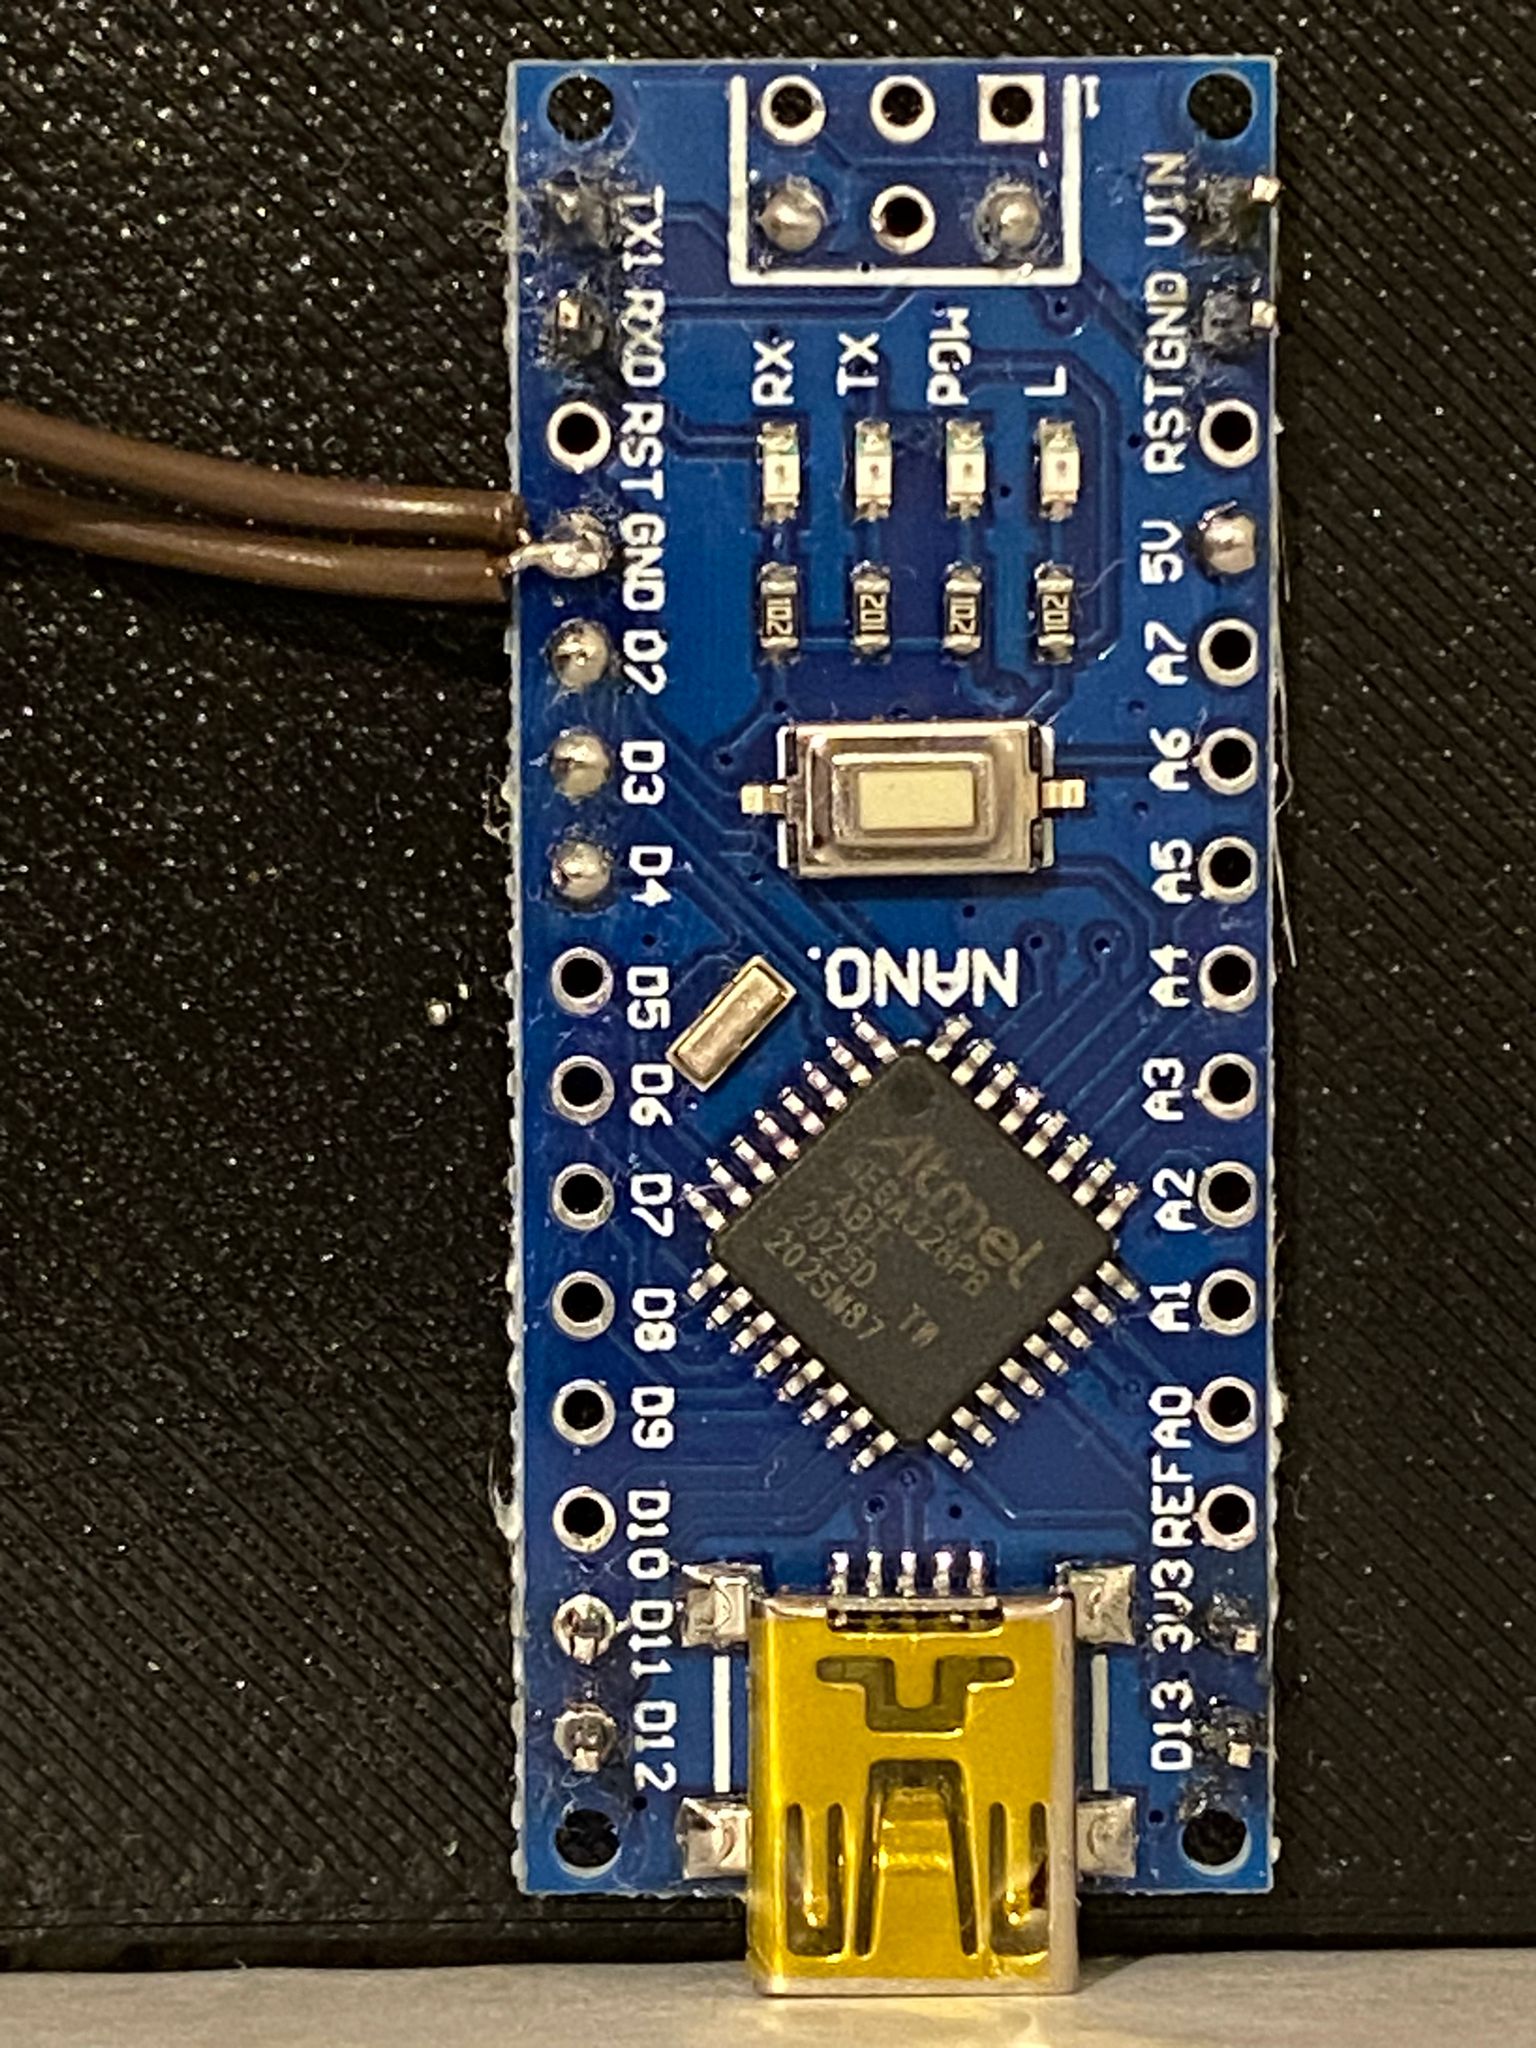 1
TX1
RX0
RST
GND
D2
D3
D4
D5
D6
D7
D8
D9
D10
D11
D12
VIN
GND
RST
5V
A7
A6
A5
A4
A3
A2
A1
A0
REF
3V3
D13
RX
TX
POW
L
102
102
102
102
NANO.
Atmel
MEGA328PB
2025D
2025W87 TW